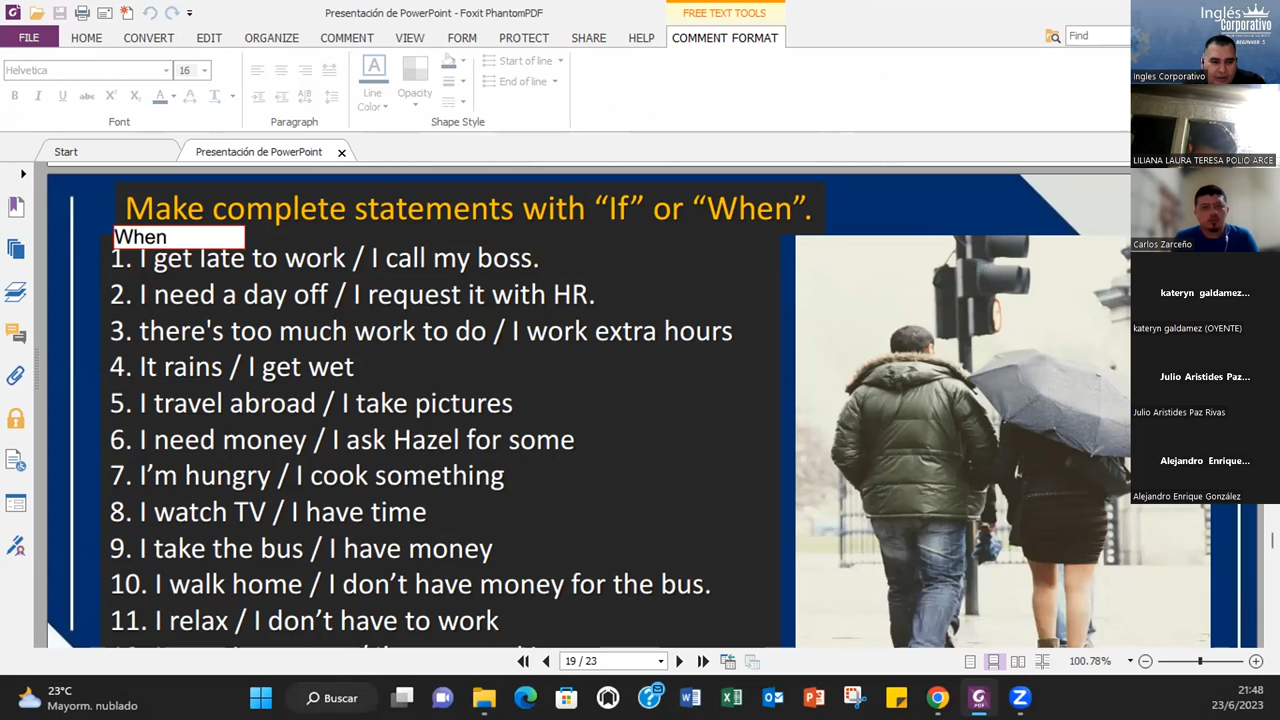 Presentación de PowerPoint - Foxit PhantomPDF
FREE TEXT TOOLS
FILE
HOME
CONVERT
EDIT
ORGANIZE
COMMENT
VIEW
FORM
PROTECT
SHARE
HELP
COMMENT FORMAT
Find
Helvetica
16
Line Color
Opacity
Start of line
End of line
Font
Paragraph
Shape Style
Start
Presentación de PowerPoint
Make complete statements with “If” or “When”.
When
1. I get late to work / I call my boss.
2. I need a day off / I request it with HR.
3. there's too much work to do / I work extra hours
4. It rains / I get wet
5. I travel abroad / I take pictures
6. I need money / I ask Hazel for some
7. I’m hungry / I cook something
8. I watch TV / I have time
9. I take the bus / I have money
10. I walk home / I don’t have money for the bus.
11. I relax / I don’t have to work
Inglés
Corporativo
BEGINNER 5
Ingles Corporativo
LILIANA LAURA TERESA POLIO ARCE
Carlos Zarceño
kateryn galdamez...
kateryn galdamez (OYENTE)
Julio Aristides Paz...
Julio Aristides Paz Rivas
Alejandro Enrique...
Alejandro Enrique González
19 / 23
100.78%
23°C
Mayorm. nublado
Buscar
21:48
23/6/2023